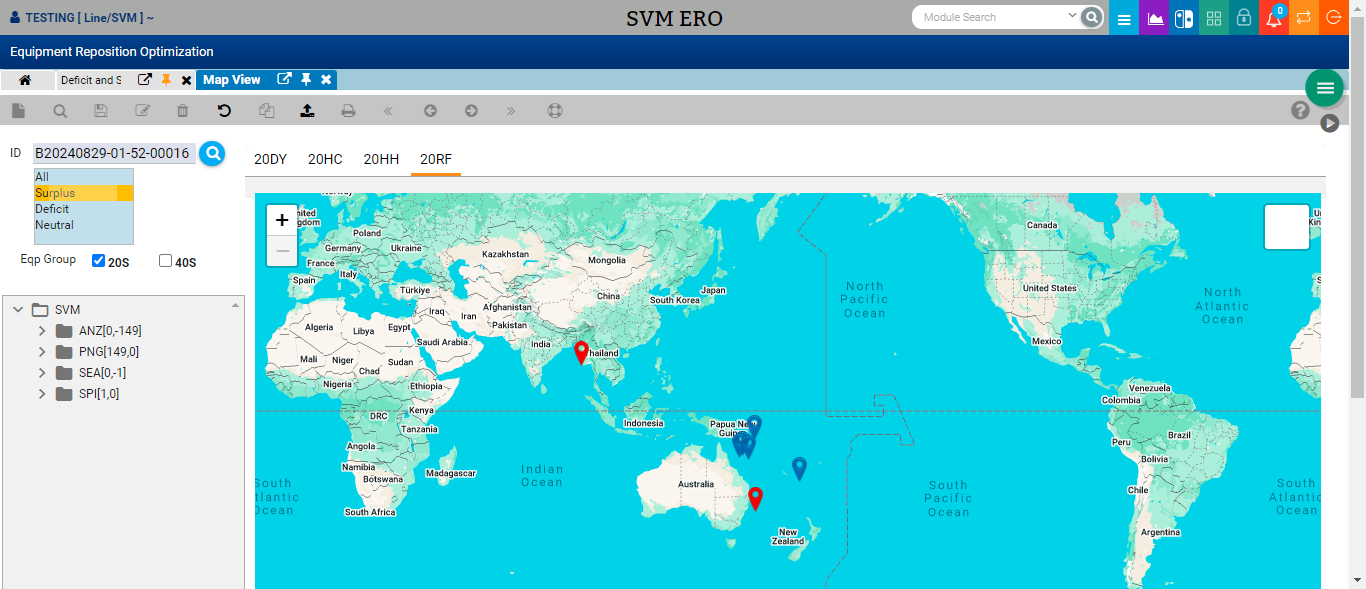 TESTING [ Line/SVM ] ~
SVM ERO
Module Search
0
Equipment Reposition Optimization
Deficit and S
Map View
ID
B20240829-01-52-00016
All
Surplus
Deficit
Neutral
Eqp Group
20S
40S
SVM
ANZ[0,-149]
PNG[149,0]
SEA[0,-1]
SPI[1,0]
20DY
20HC
20HH
20RF
+
−
Poland
Germany
Ukraine
France
Italy
Spain
Türkiye
Kazakhstan
Mongolia
China
South Korea
Japan
Afghanistan
Iraq
Iran
Pakistan
Algeria
Libya
Egypt
Saudi Arabia
India
Thailand
Mali
Niger
Sudan
Chad
Nigeria
Ethiopia
DRC
Kenya
Tanzania
Angola
Namibia
Botswana
Madagascar
South Africa
Indonesia
Papua New
Guinea
Australia
New
Zealand
Indian
Ocean
North
Pacific
Ocean
South
Pacific
Ocean
Canada
United States
Mexico
North
Atlantic
Ocean
Venezuela
Colombia
Peru
Brazil
Bolivia
Chile
Argentina
South
Atlantic
Ocean